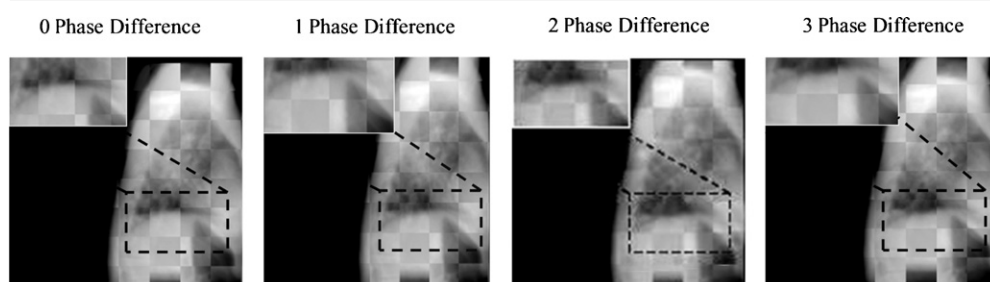 0 Phase Difference
1 Phase Difference
2 Phase Difference
3 Phase Difference